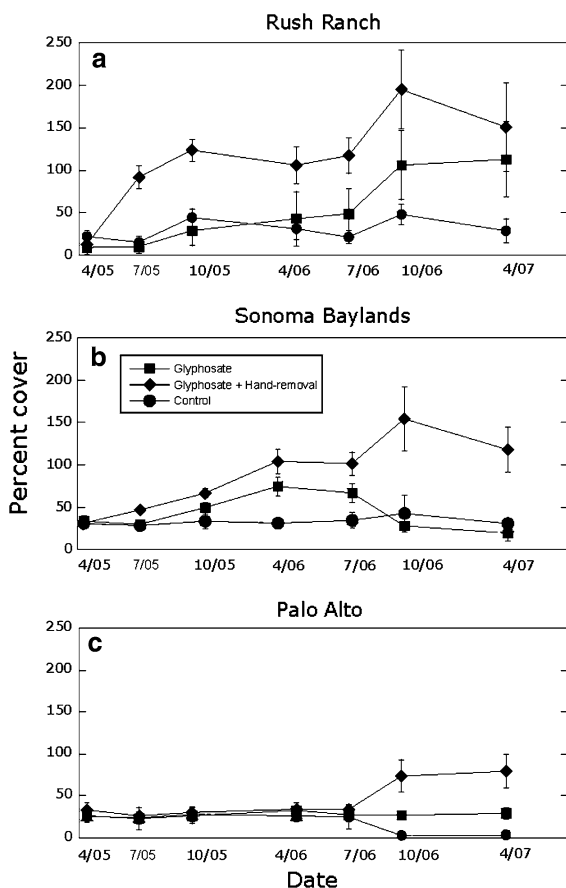 Rush Ranch
a
250
200
150
100
50
0
4/05 7/05 10/05 4/06 7/06 10/06 4/07
Sonoma Baylands
b
250
200
150
100
50
0
Glyphosate
Glyphosate + Hand-removal
Control
4/05 7/05 10/05 4/06 7/06 10/06 4/07
Percent cover
Palo Alto
c
250
200
150
100
50
0
4/05 7/05 10/05 4/06 7/06 10/06 4/07
Date